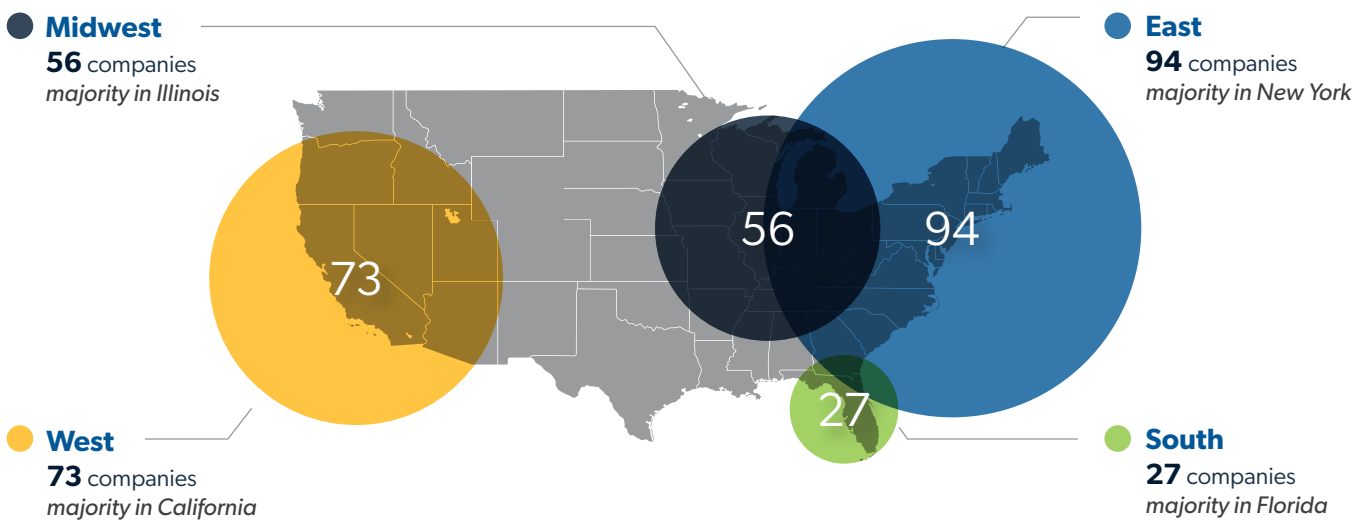 Midwest
56 companies
majority in Illinois
East
94 companies
majority in New York
56
94
73
27
West
73 companies
majority in California
South
27 companies
majority in Florida